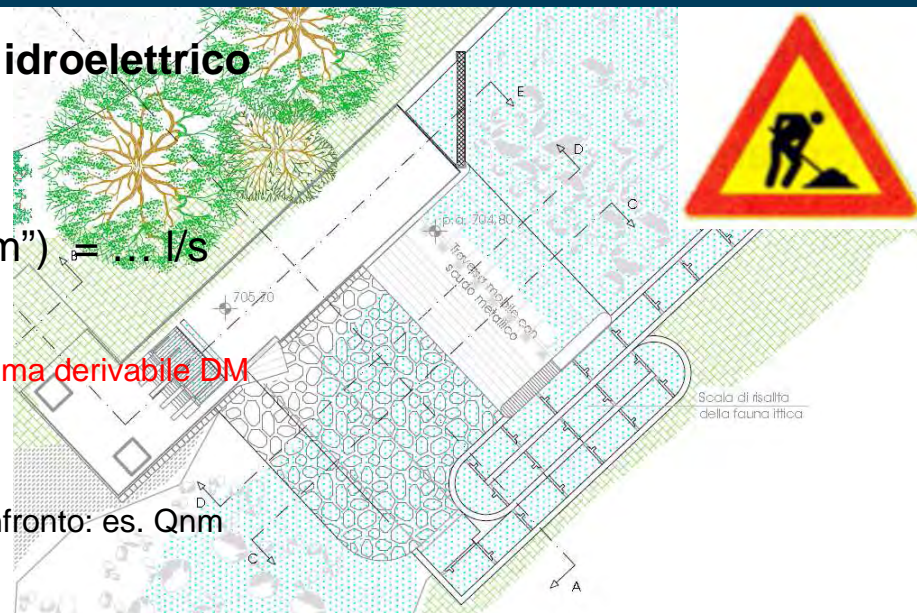 idroelettrico
E
D
C
p.a. 704.80
m”) = … l/s
B
Traversa mobile con
scudo metallico
705.70
ma derivabile DM
Scala di risalita
della fauna ittica
D
nfronto: es. Qnm
C
A